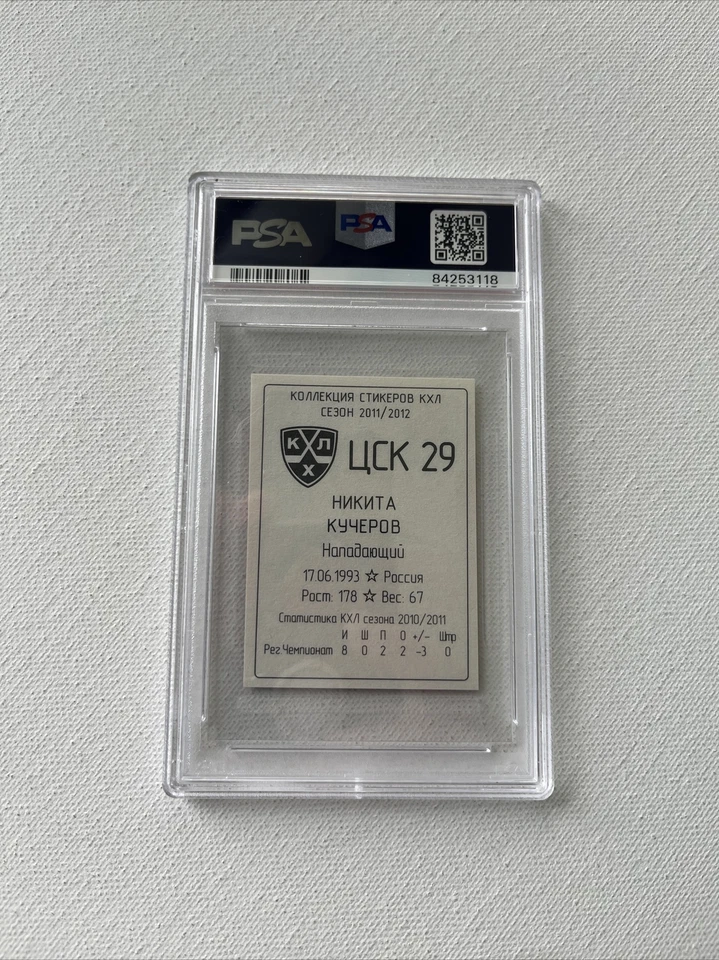 PSA
PSA
84253118
КОЛЛЕКЦИЯ СТИКЕРОВ КХЛ
СЕЗОН 2011/2012
КХЛ
ЦСК 29
НИКИТА
КУЧЕРОВ
Нападающий
17.06.1993 ☆ Россия
Рост: 178 ☆ Вес: 67
Статистика КХЛ сезона 2010/2011
И Ш П О +/− Штр
Рег.Чемпионат 8 0 2 2 −3 0